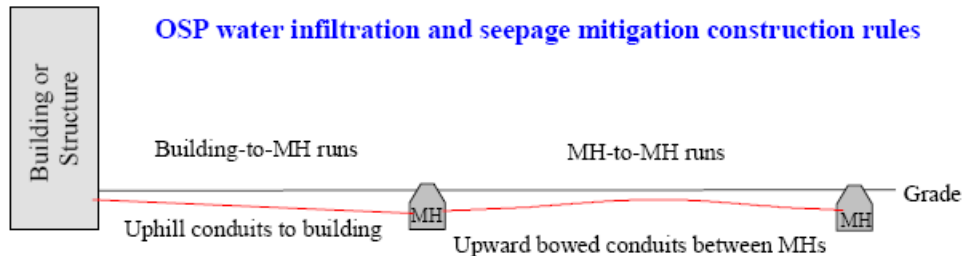 OSP water infiltration and seepage mitigation construction rules
Building or
Structure
Building-to-MH runs
MH-to-MH runs
Grade
MH
MH
Uphill conduits to building
Upward bowed conduits between MHs